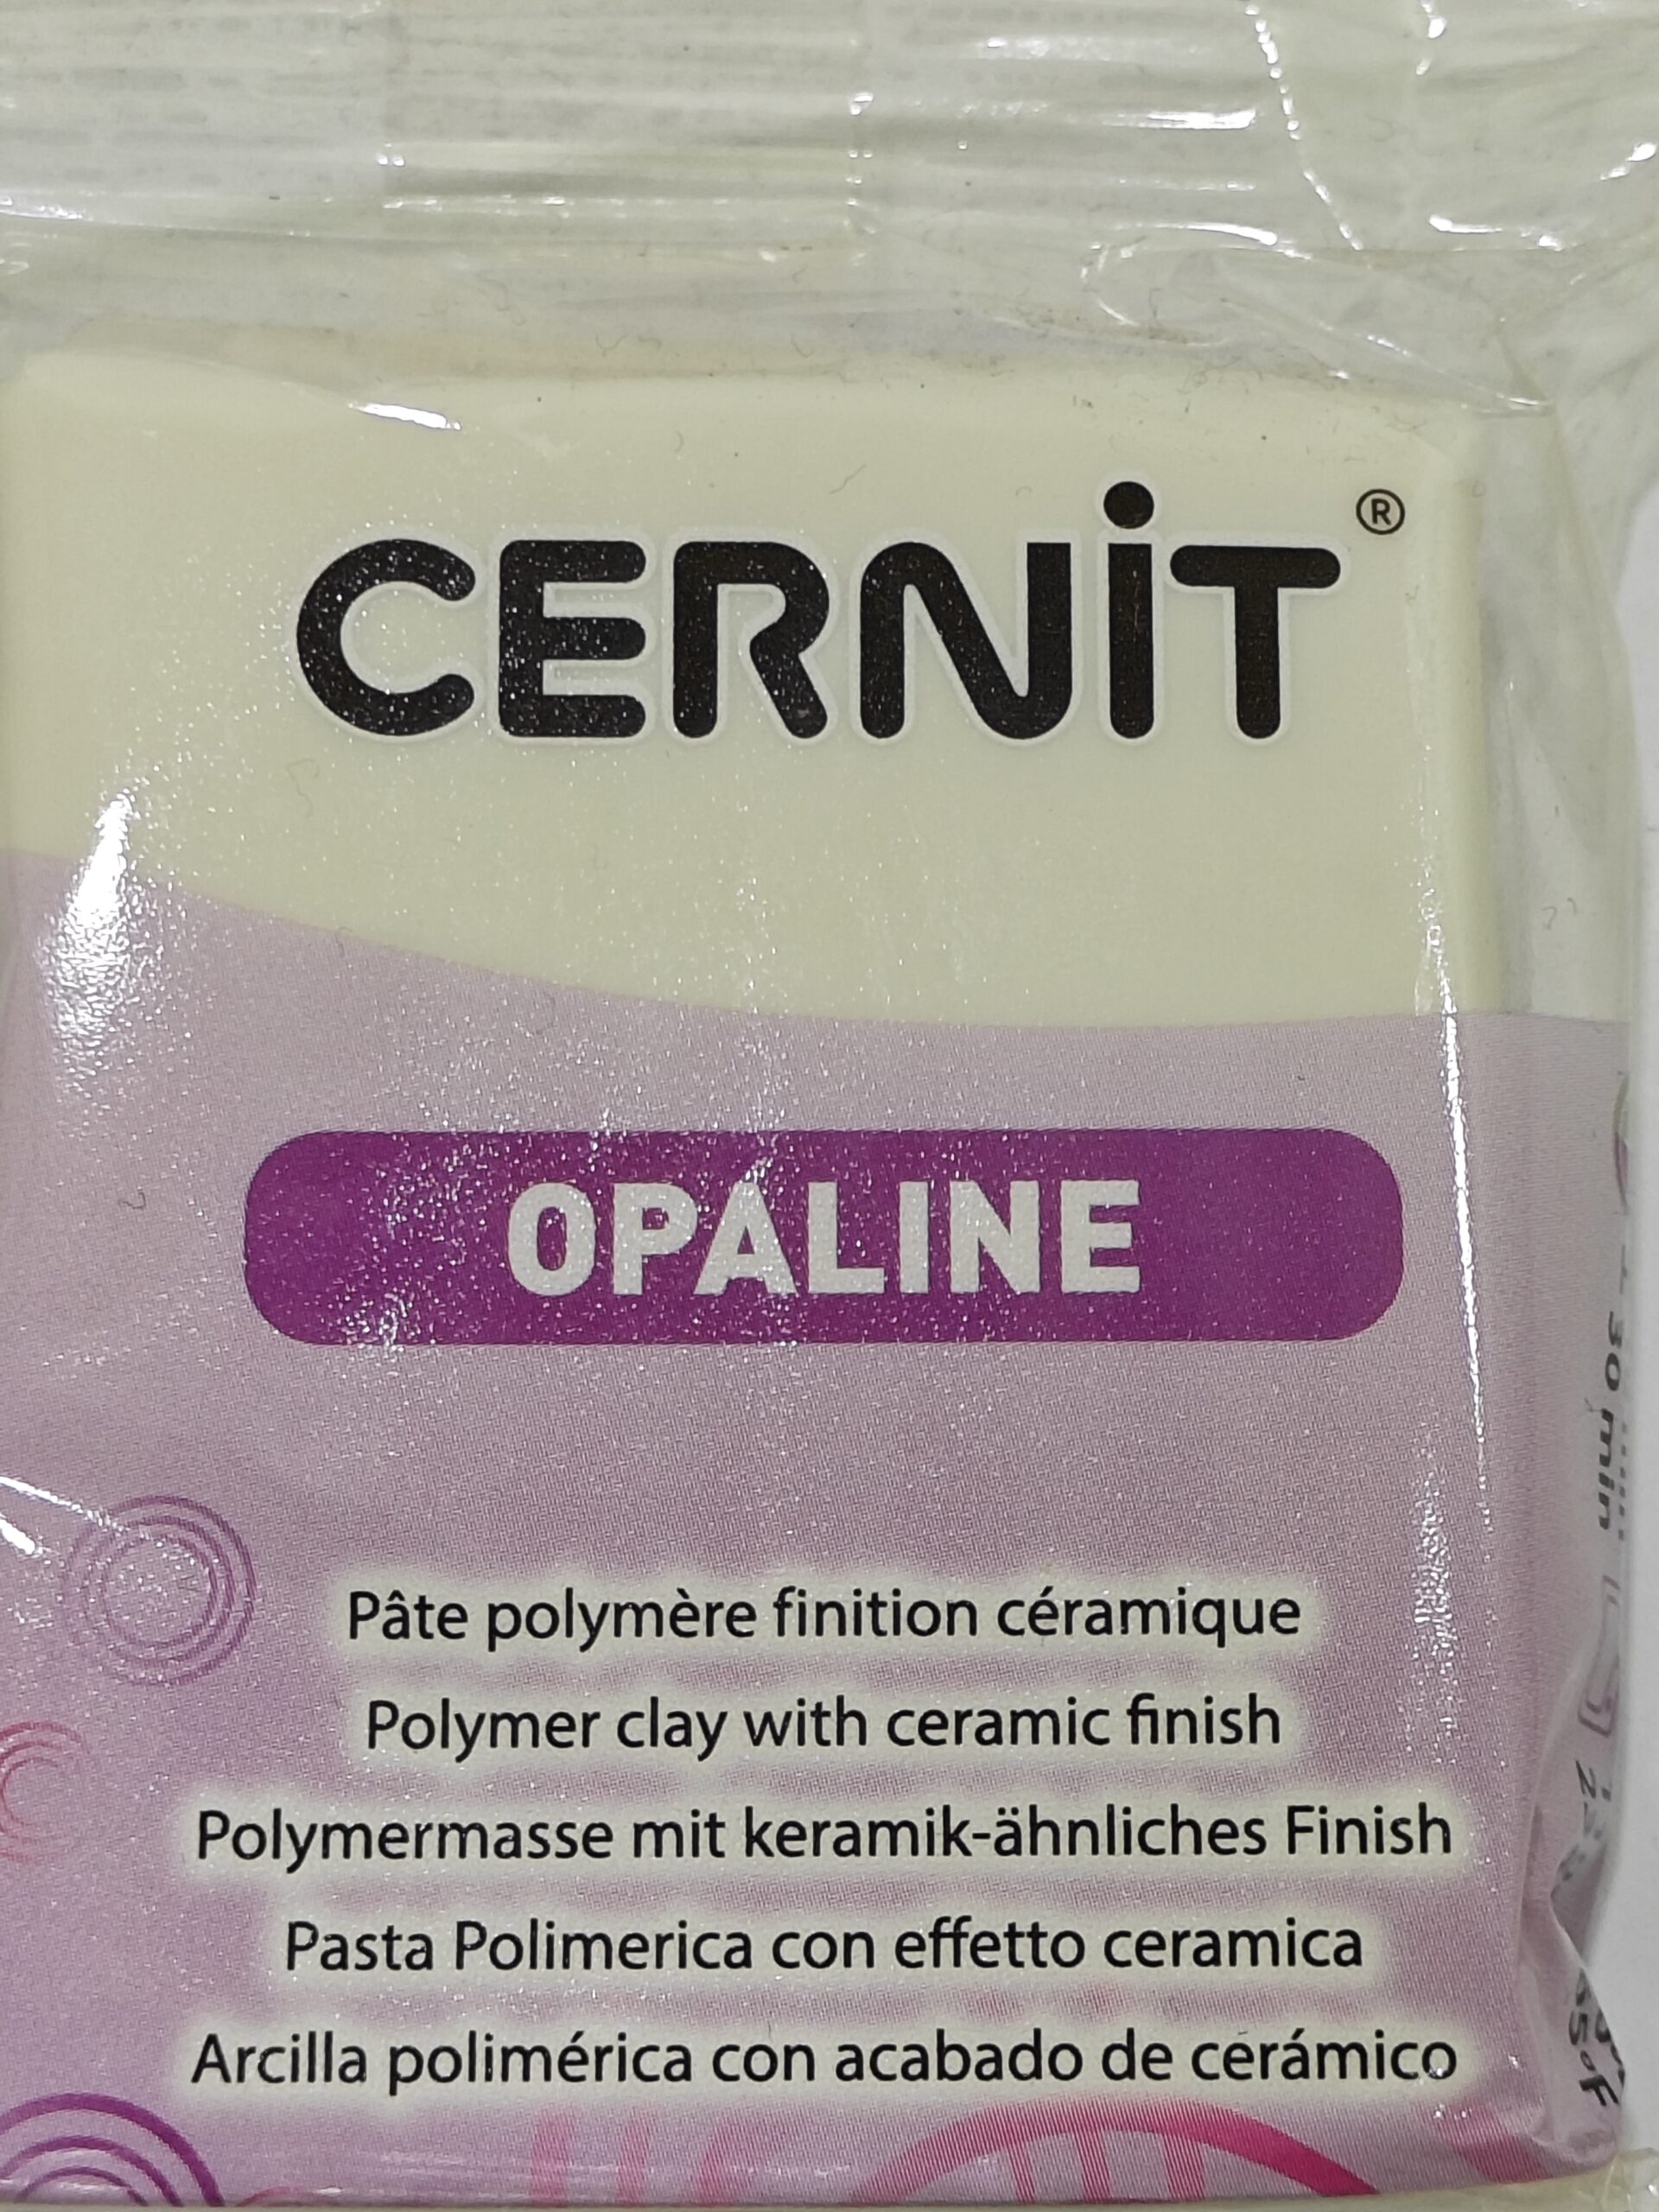 CERNIT®
OPALINE
Pâte polymère finition céramique
Polymer clay with ceramic finish
Polymermasse mit keramik-ähnliches Finish
Pasta Polimerica con effetto ceramica
Arcilla polimérica con acabado de cerámico
30 min